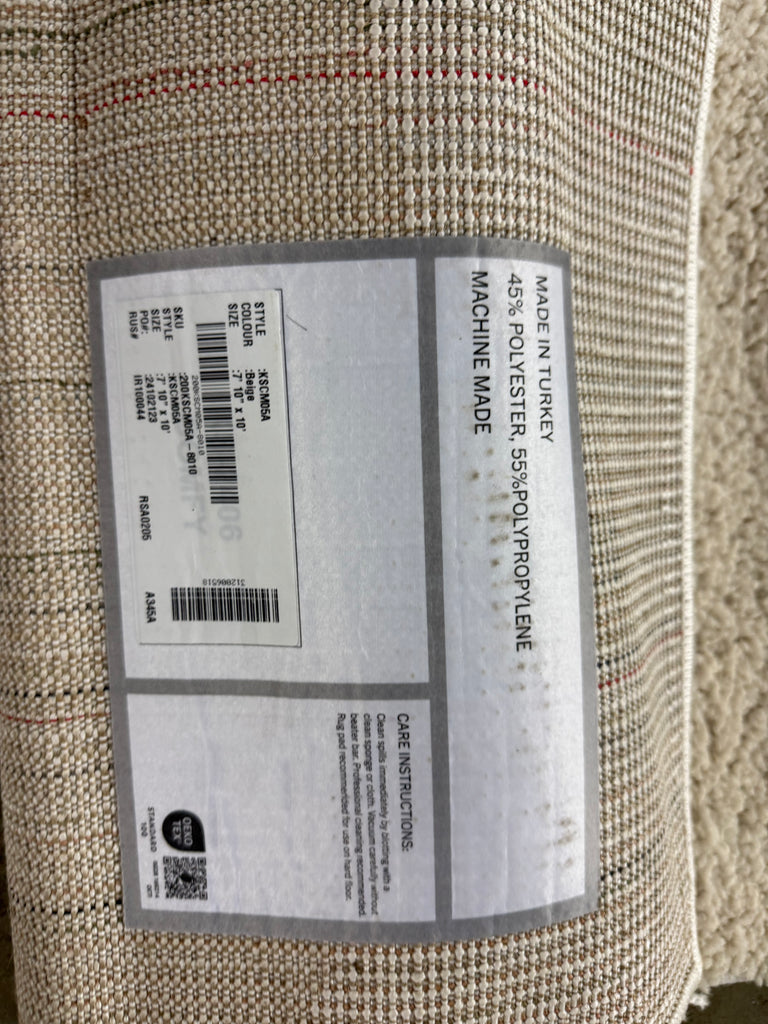 MADE IN TURKEY
45% POLYESTER, 55%POLYPROPYLENE
MACHINE MADE
STYLE :KSCM05A
COLOUR :Beige
SIZE :7' 10" x 10'
200KSCM05A-8010
SKU :200KSCM05A-8010
STYLE :KSCM05A
SIZE :7' 10" x 10'
PO#: :24102123 RSA0205 A345A
RUS# IR100044
312006518
CARE INSTRUCTIONS:
Clean spills immediately by blotting with a
clean sponge or cloth. Vacuum carefully without
beater bar. Professional cleaning recommended.
Rug pad recommended for use on hard floor.
OEKO
TEX
STANDARD
100